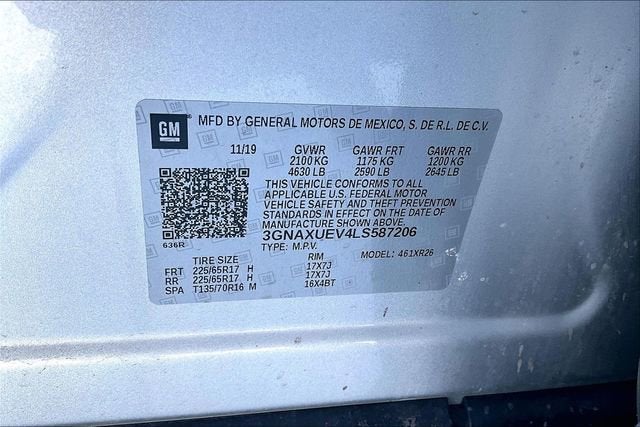 GM
MFD BY GENERAL MOTORS DE MEXICO, S. DE R.L. DE C.V.
11/19 GVWR GAWR FRT GAWR RR
2100 KG 1175 KG 1200 KG
4630 LB 2590 LB 2645 LB
THIS VEHICLE CONFORMS TO ALL
APPLICABLE U.S. FEDERAL MOTOR
VEHICLE SAFETY AND THEFT PREVENTION
STANDARDS IN EFFECT ON THE DATE OF
MANUFACTURE SHOWN ABOVE.
3GNAXUEV4LS587206
636R
TYPE: M.P.V. MODEL: 461XR26
TIRE SIZE RIM
FRT 225/65R17 H 17X7J
RR 225/65R17 H 17X7J
SPA T135/70R16 M 16X4BT